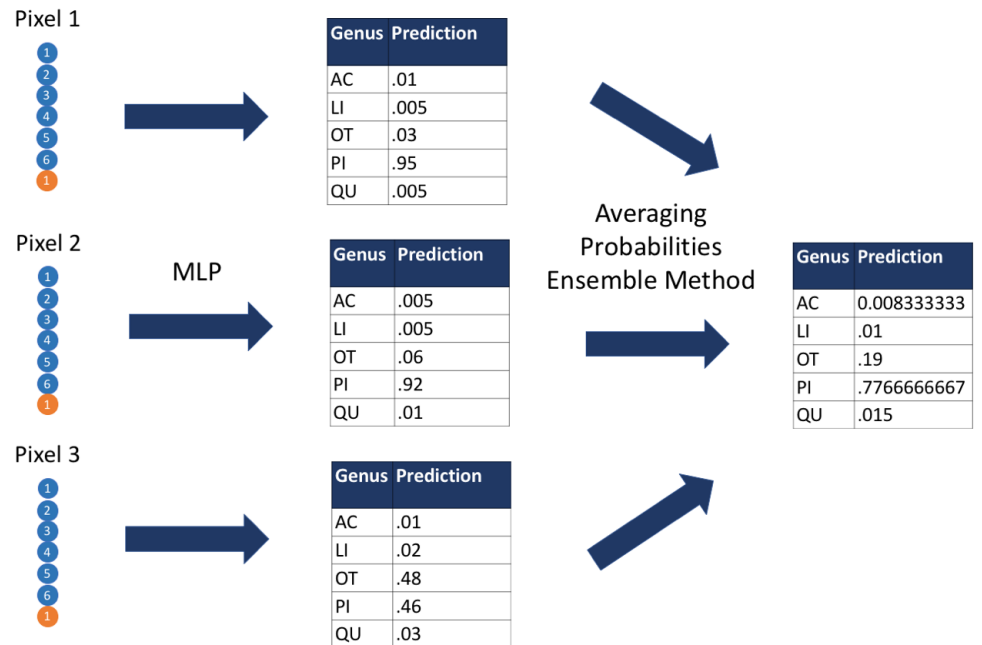 Pixel 1
1
2
3
4
5
6
1
Genus Prediction
AC .01
LI .005
OT .03
PI .95
QU .005
Pixel 2
1
2
3
4
5
6
1
MLP
Genus Prediction
AC .005
LI .005
OT .06
PI .92
QU .01
Averaging
Probabilities
Ensemble Method
Genus Prediction
AC 0.008333333
LI .01
OT .19
PI .7766666667
QU .015
Pixel 3
1
2
3
4
5
6
1
Genus Prediction
AC .01
LI .02
OT .48
PI .46
QU .03